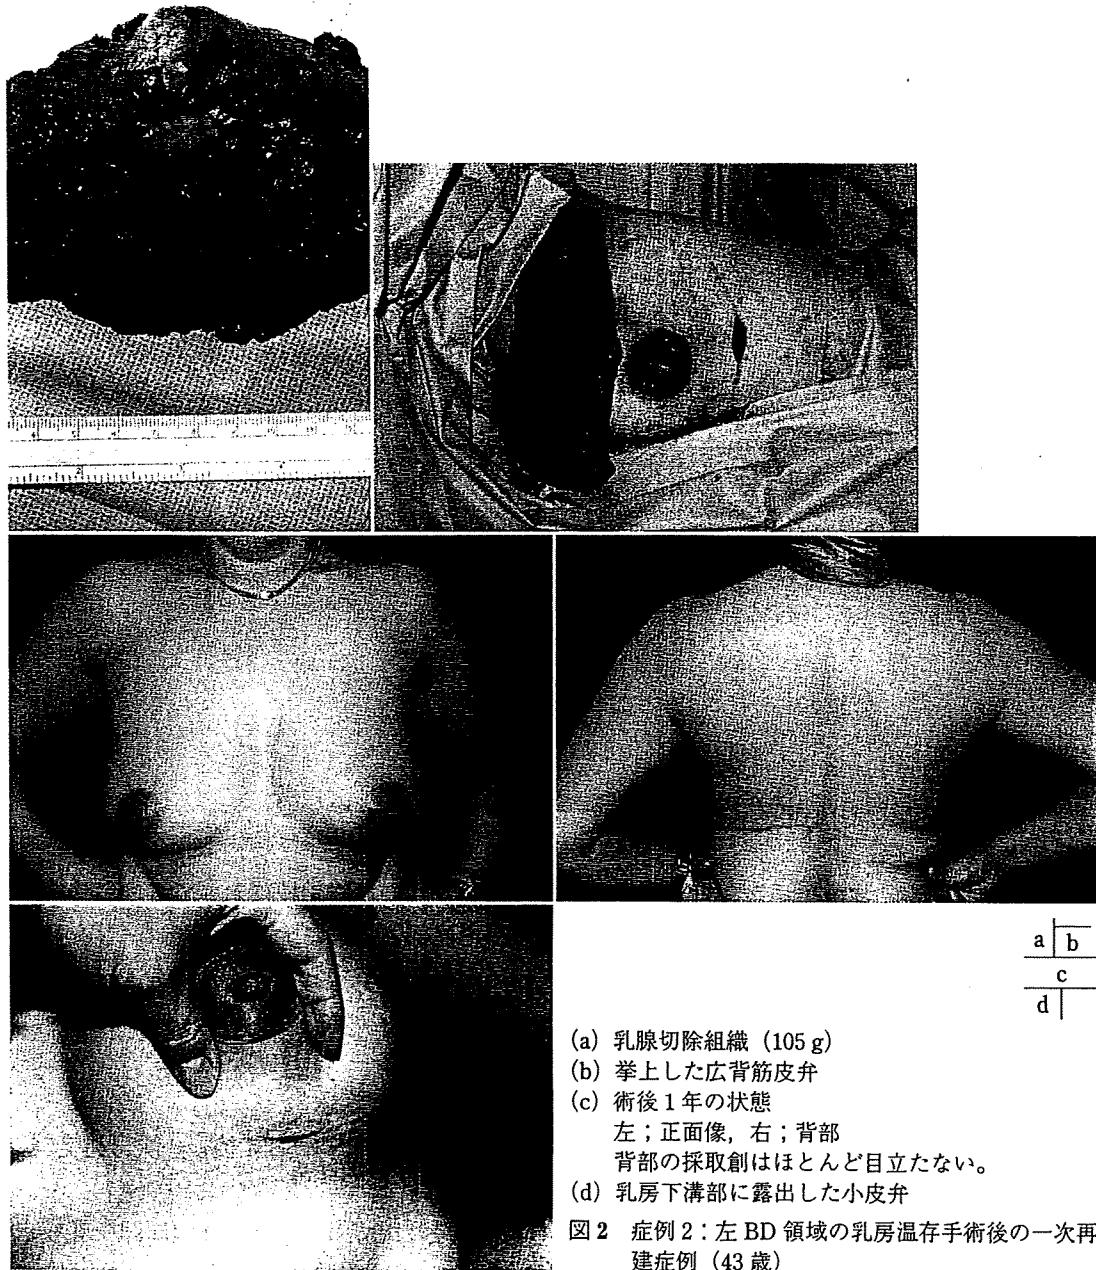 a b
c
d
(a) 乳腺切除組織 (105 g)
(b) 挙上した広背筋皮弁
(c) 術後1年の状態
左；正面像，右；背部
背部の採取創はほとんど目立たない。
(d) 乳房下溝部に露出した小皮弁
図2 症例2：左 BD 領域の乳房温存手術後の一次再
建症例 (43 歳)